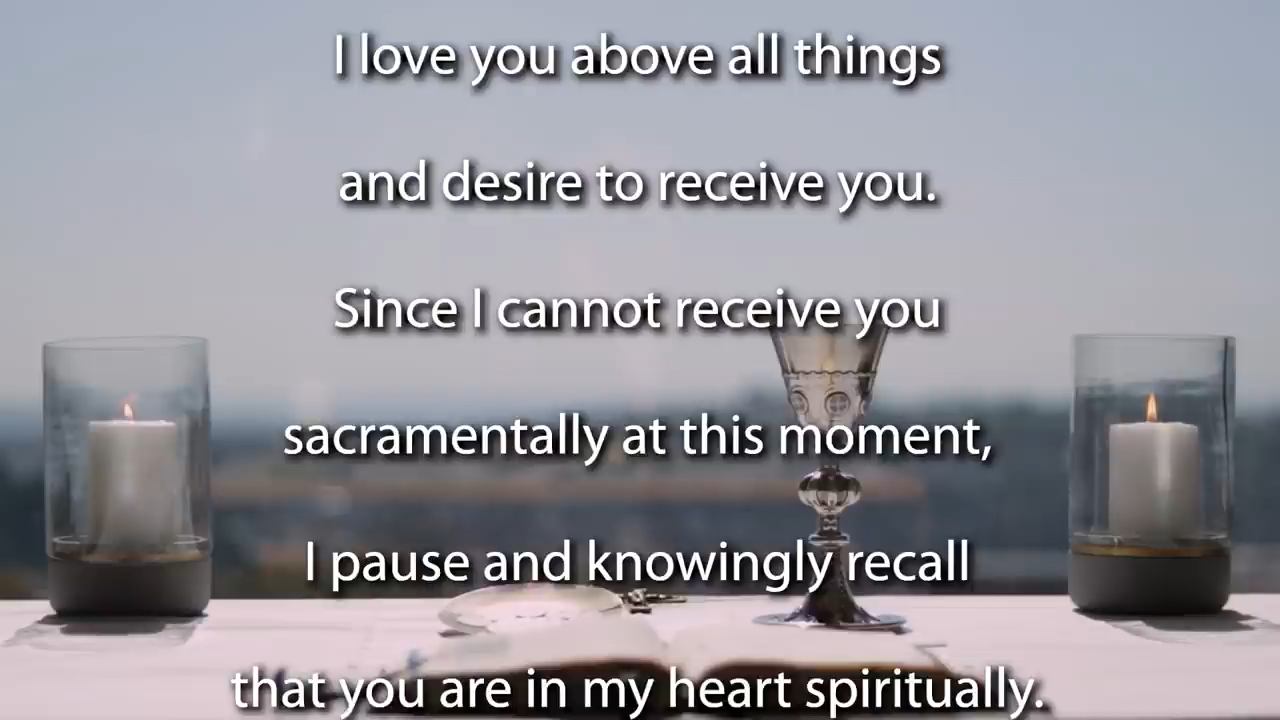 I love you above all things
and desire to receive you.
Since I cannot receive you
sacramentally at this moment,
I pause and knowingly recall
that you are in my heart spiritually.